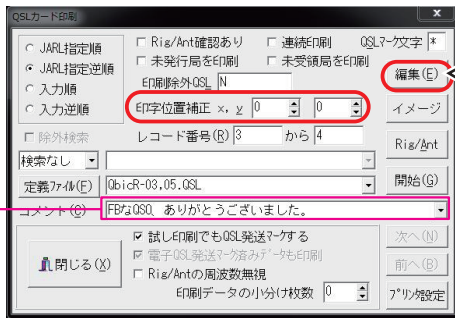 QSLカード印刷
x
JARL指定順
Rig/Ant確認あり
連続印刷
QSLマーク文字 *
JARL指定逆順
未発行局を印刷
未受領局を印刷
入力順
印刷除外QSL N
編集(E)
入力逆順
印字位置補正 x, y 0 0
イメージ
除外検索
レコード番号(R) 3 から 4
Rig/Ant
検索なし
定義ファイル(F) QbicR-03,05.QSL
開始(G)
コメント(C) FBなQSO、ありがとうございました。
試し印刷でもQSL発送マークする
次へ(N)
電子QSL発送マーク済みデータも印刷
閉じる(X)
前へ(B)
Rig/Antの周波数無視
印刷データの小分け枚数 0
プリンタ設定